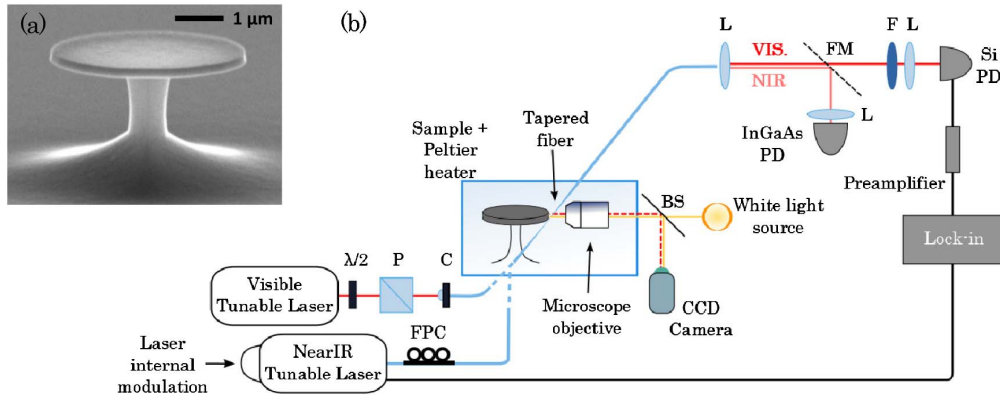 (a)
1 µm
(b)
L
VIS.
NIR
FM
F
L
Si
PD
L
InGaAs
PD
Preamplifier
Lock-in
Sample +
Peltier
heater
Tapered
fiber
BS
White light
source
Microscope
objective
CCD
Camera
λ/2
P
C
Visible
Tunable Laser
FPC
Laser
internal
modulation
NearIR
Tunable Laser